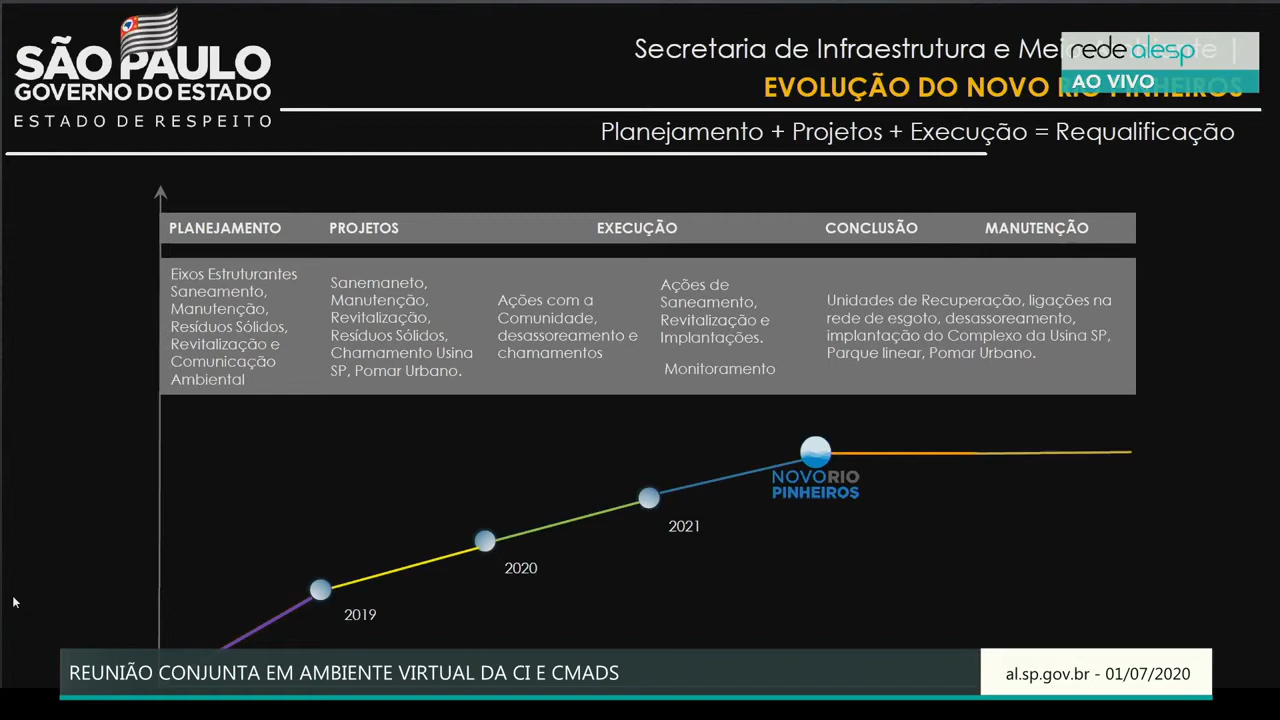 SÃO PAULO
GOVERNO DO ESTADO
ESTADO DE RESPEITO
Secretaria de Infraestrutura e Meio Ambiente |
rede alesp
AO VIVO
EVOLUÇÃO DO NOVO RIO PINHEIROS
Planejamento + Projetos + Execução = Requalificação
PLANEJAMENTO PROJETOS EXECUÇÃO CONCLUSÃO MANUTENÇÃO
Eixos Estruturantes
Saneamento,
Manutenção,
Resíduos Sólidos,
Revitalização e
Comunicação
Ambiental
Sanemaneto,
Manutenção,
Revitalização,
Resíduos Sólidos,
Chamamento Usina
SP, Pomar Urbano.
Ações com a
Comunidade,
desassoreamento e
chamamentos
Ações de
Saneamento,
Revitalização e
Implantações.
Monitoramento
Unidades de Recuperação, ligações na
rede de esgoto, desassoreamento,
implantação do Complexo da Usina SP,
Parque linear, Pomar Urbano.
NOVO RIO
PINHEIROS
2021
2020
2019
REUNIÃO CONJUNTA EM AMBIENTE VIRTUAL DA CI E CMADS
al.sp.gov.br - 01/07/2020